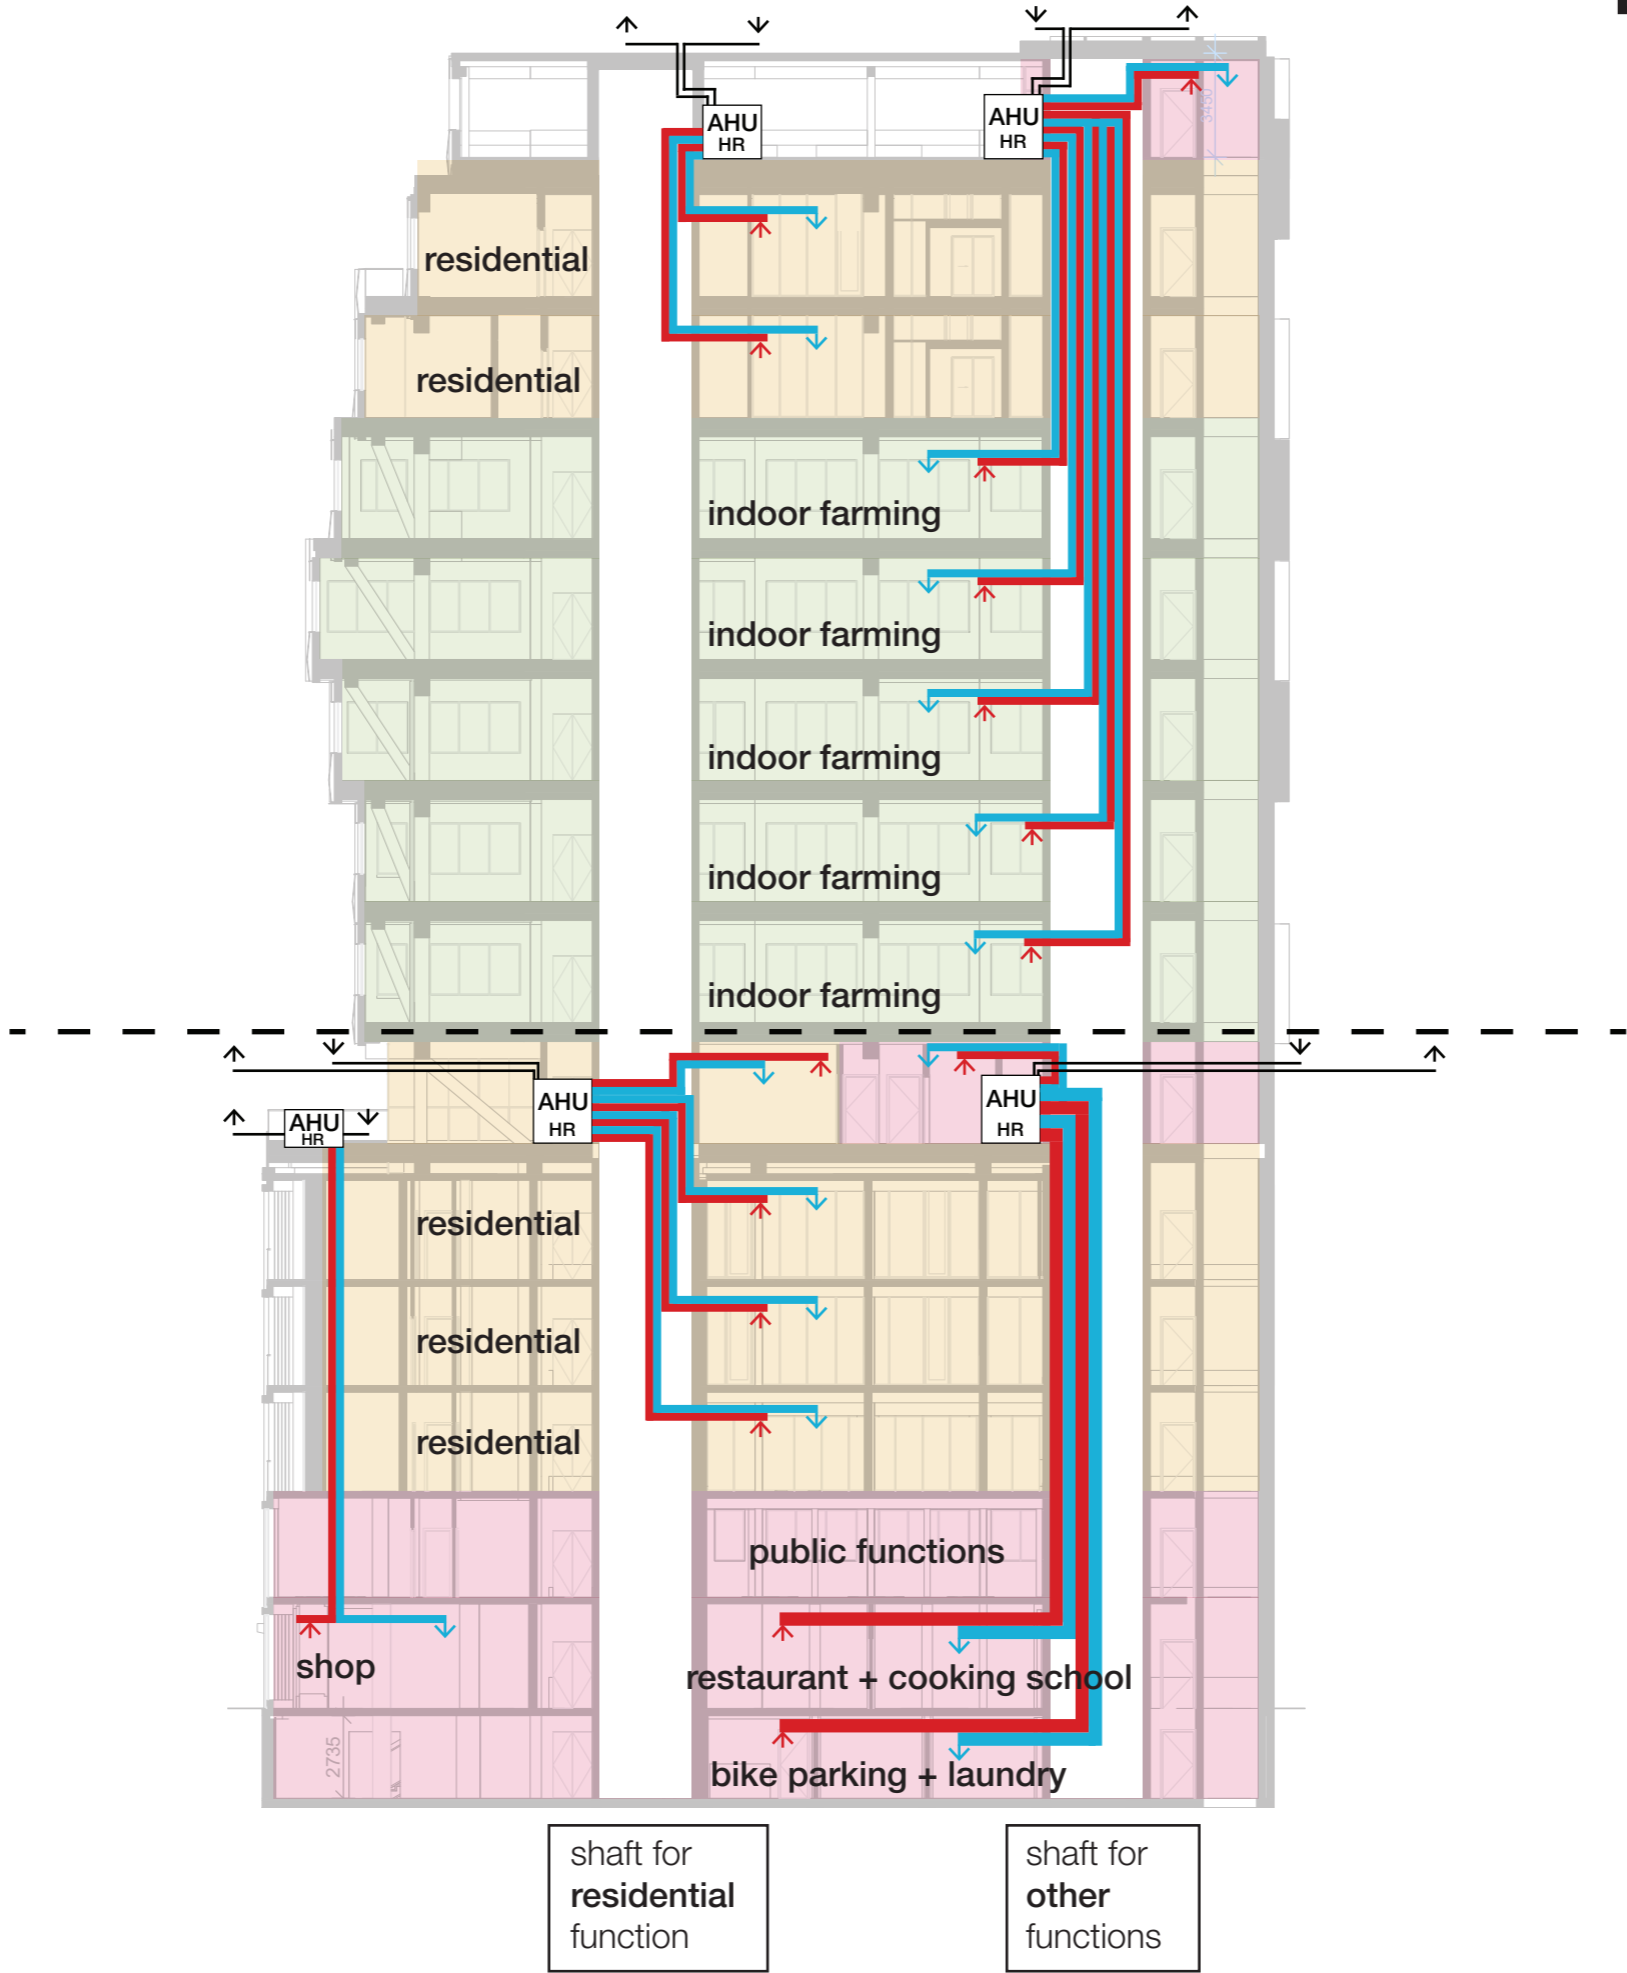 AHU
HR
AHU
HR
3450
residential
residential
indoor farming
indoor farming
indoor farming
indoor farming
indoor farming
AHU
HR
AHU
HR
AHU
HR
residential
residential
residential
public functions
shop
restaurant + cooking school
2735
bike parking + laundry
shaft for
residential
function
shaft for
other
functions